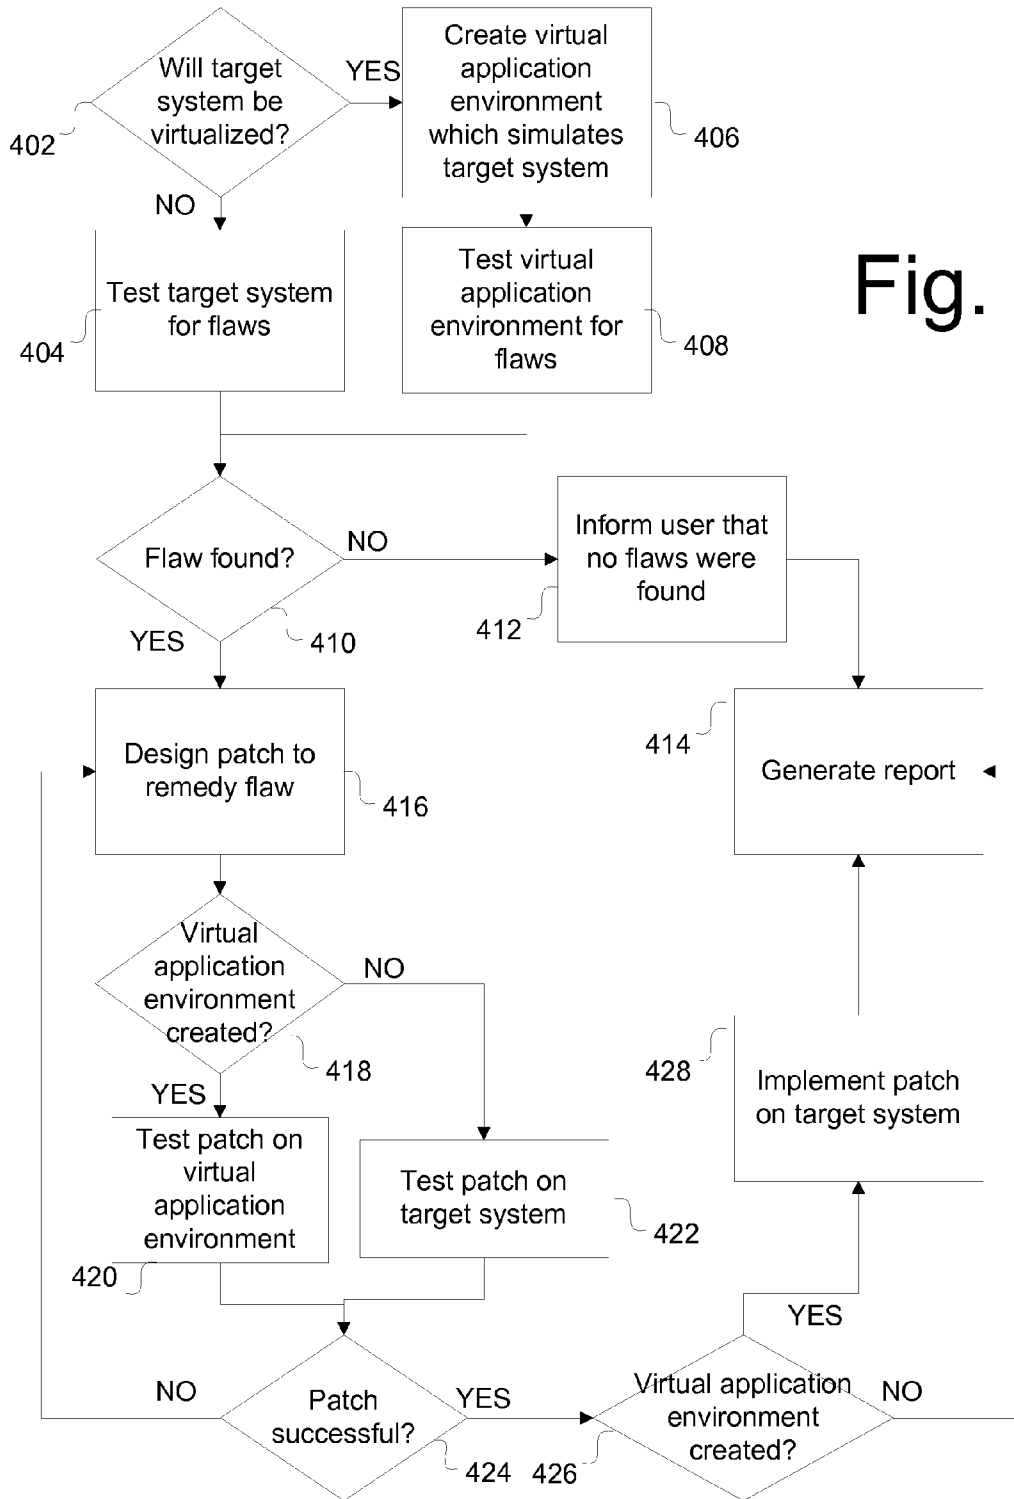 Will target
system be
virtualized?
YES
402
NO
Create virtual
application
environment
which simulates
target system
406
Test target system
for flaws
404
Test virtual
application
environment for
flaws
408
Fig.
Flaw found?
NO
410
YES
Inform user that
no flaws were
found
412
Design patch to
remedy flaw
416
414
Generate report
Virtual
application
environment
created?
NO
418
YES
Test patch on
virtual
application
environment
420
Test patch on
target system
422
428
Implement patch
on target system
YES
NO
Patch
successful?
YES
424
426
Virtual application
environment
created?
NO